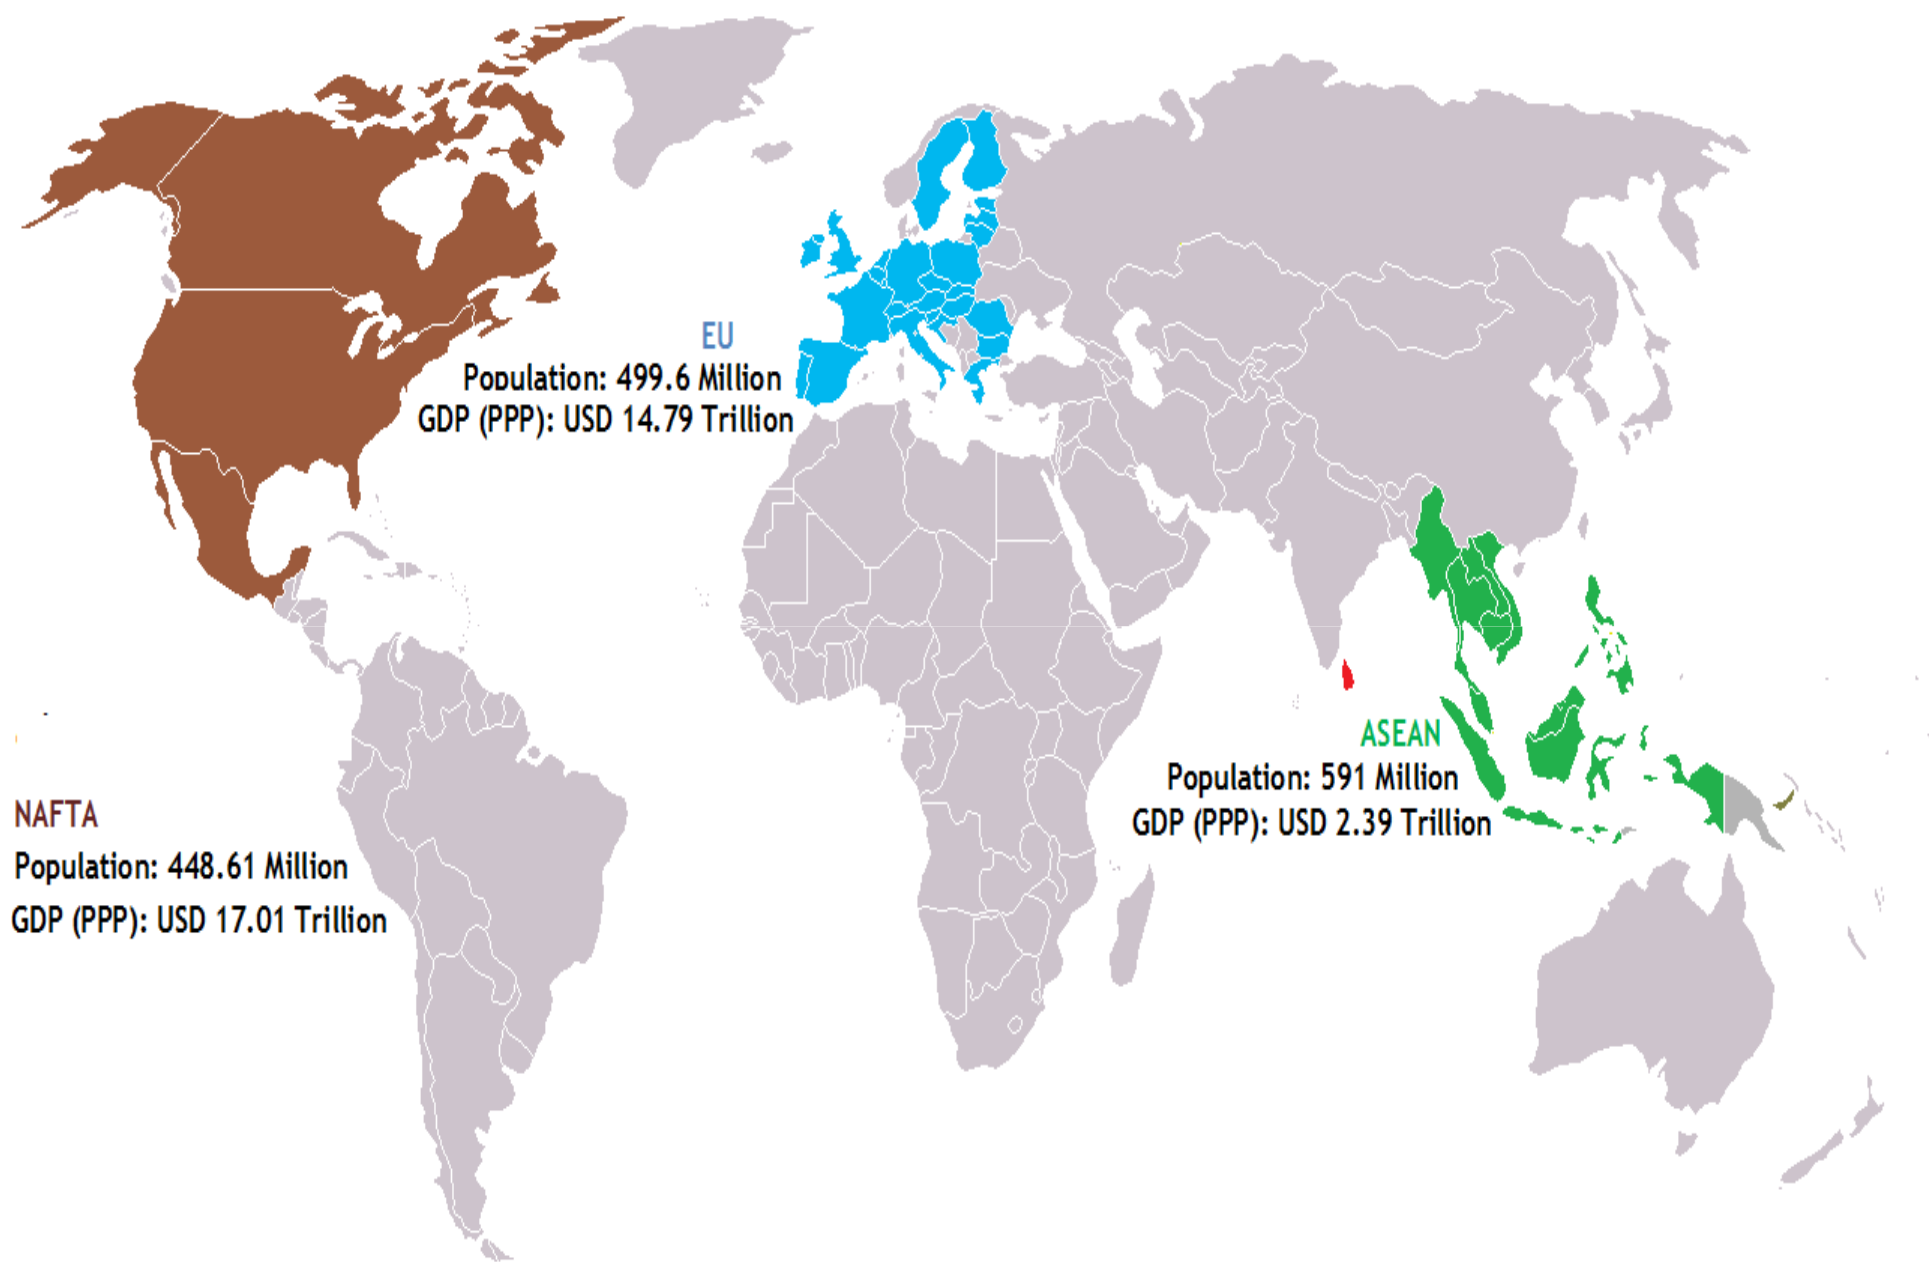 EU
Population: 499.6 Million
GDP (PPP): USD 14.79 Trillion
ASEAN
Population: 591 Million
GDP (PPP): USD 2.39 Trillion
NAFTA
Population: 448.61 Million
GDP (PPP): USD 17.01 Trillion